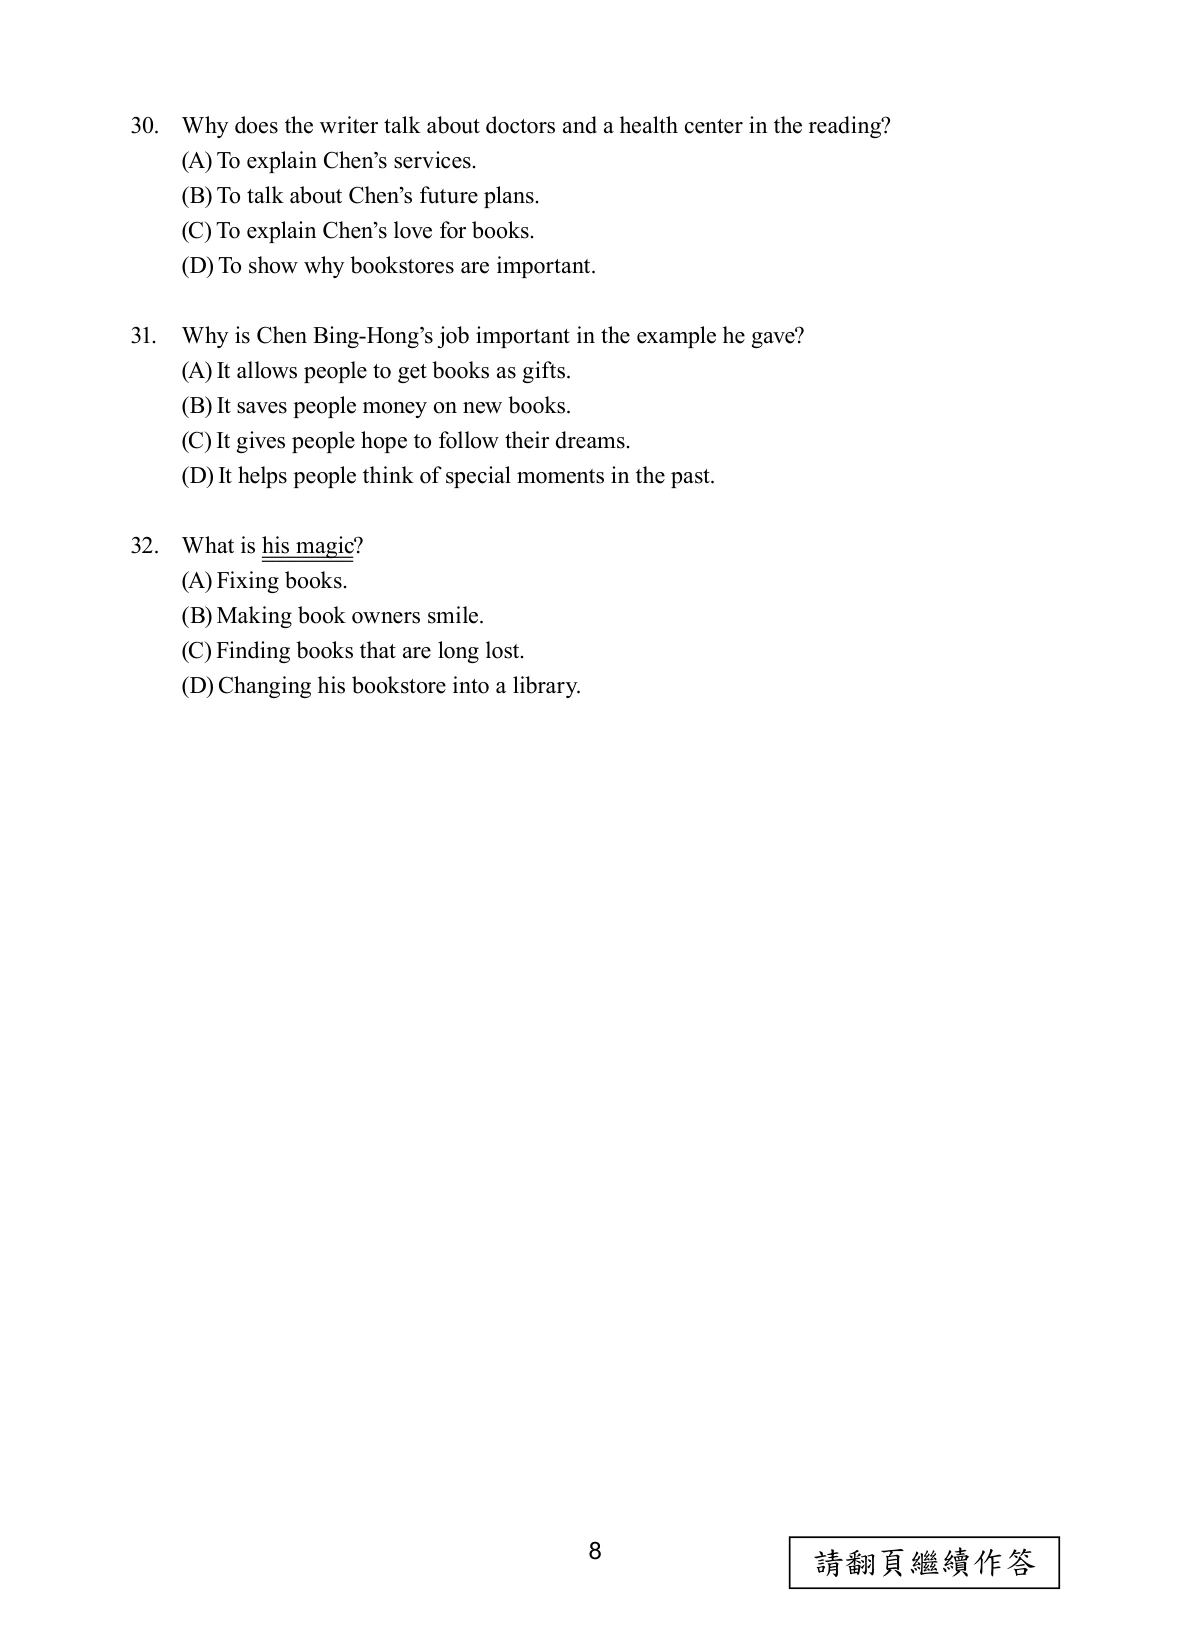 30. Why does the writer talk about doctors and a health center in the reading?
(A) To explain Chen’s services.
(B) To talk about Chen’s future plans.
(C) To explain Chen’s love for books.
(D) To show why bookstores are important.
31. Why is Chen Bing-Hong’s job important in the example he gave?
(A) It allows people to get books as gifts.
(B) It saves people money on new books.
(C) It gives people hope to follow their dreams.
(D) It helps people think of special moments in the past.
32. What is his magic?
(A) Fixing books.
(B) Making book owners smile.
(C) Finding books that are long lost.
(D) Changing his bookstore into a library.
8
請翻頁繼續作答